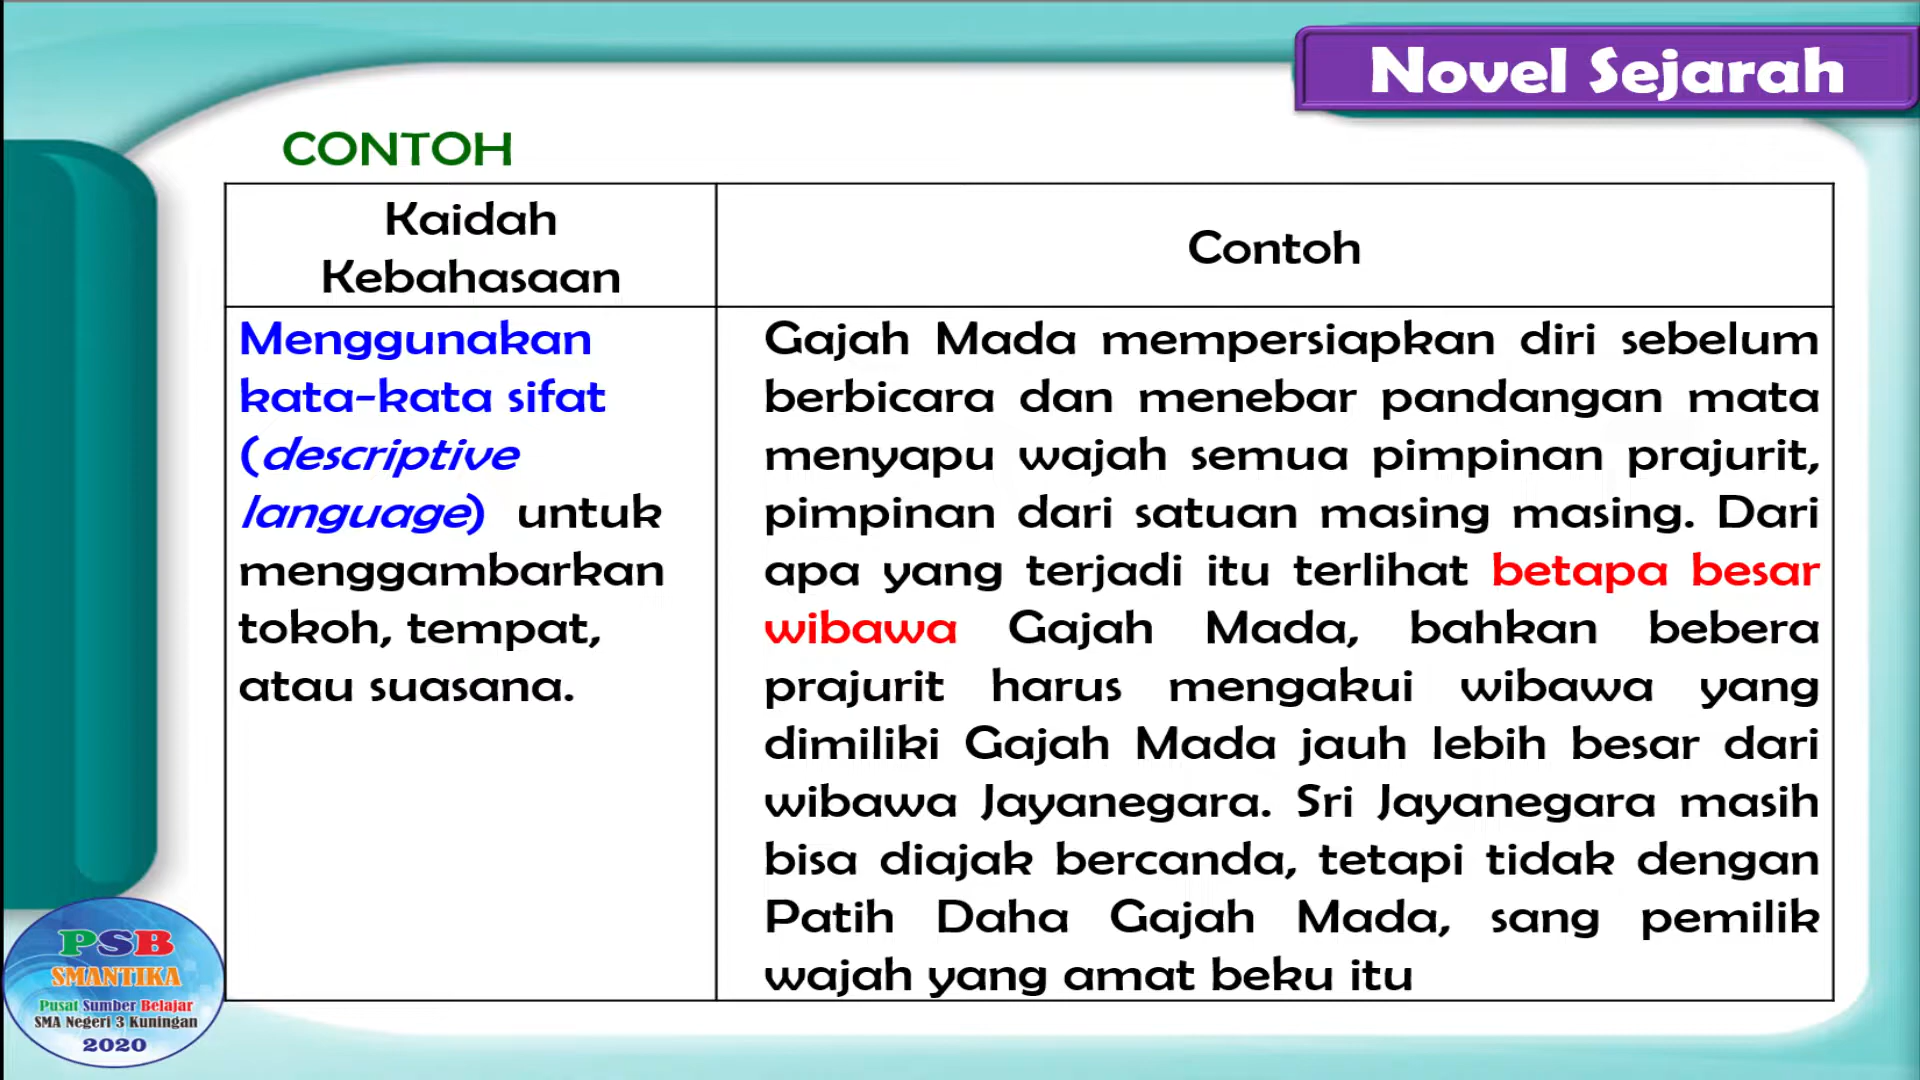 Novel Sejarah
CONTOH
Kaidah
Kebahasaan
Contoh
Menggunakan
kata-kata sifat
(descriptive
language) untuk
menggambarkan
tokoh, tempat,
atau suasana.
Gajah Mada mempersiapkan diri sebelum
berbicara dan menebar pandangan mata
menyapu wajah semua pimpinan prajurit,
pimpinan dari satuan masing masing. Dari
apa yang terjadi itu terlihat betapa besar
wibawa Gajah Mada, bahkan bebera
prajurit harus mengakui wibawa yang
dimiliki Gajah Mada jauh lebih besar dari
wibawa Jayanegara. Sri Jayanegara masih
bisa diajak bercanda, tetapi tidak dengan
Patih Daha Gajah Mada, sang pemilik
wajah yang amat beku itu
PSB
SMANTIKA
Pusat Sumber Belajar
SMA Negeri 3 Kuningan
2020